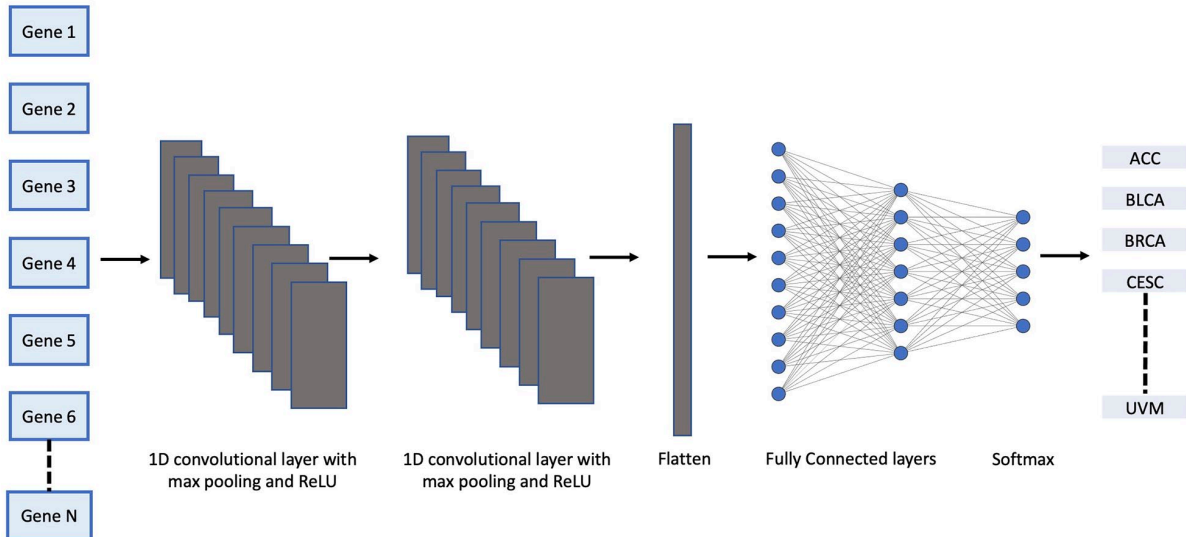 Gene 1
Gene 2
Gene 3
Gene 4
Gene 5
Gene 6
Gene N
1D convolutional layer with
max pooling and ReLU
1D convolutional layer with
max pooling and ReLU
Flatten
Fully Connected layers
Softmax
ACC
BLCA
BRCA
CESC
UVM